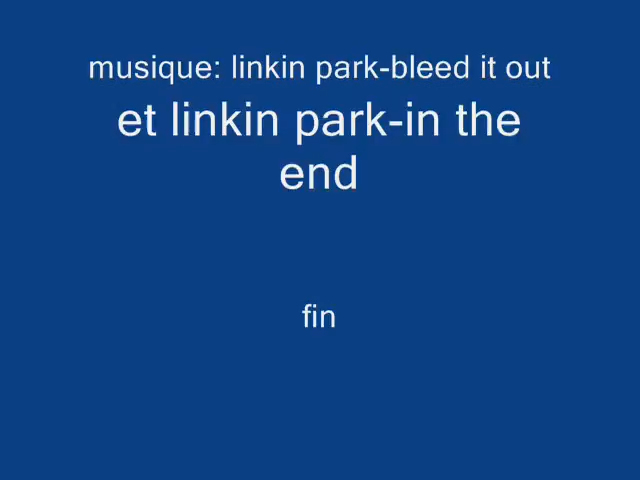 musique: linkin park-bleed it out
et linkin park-in the
end
fin